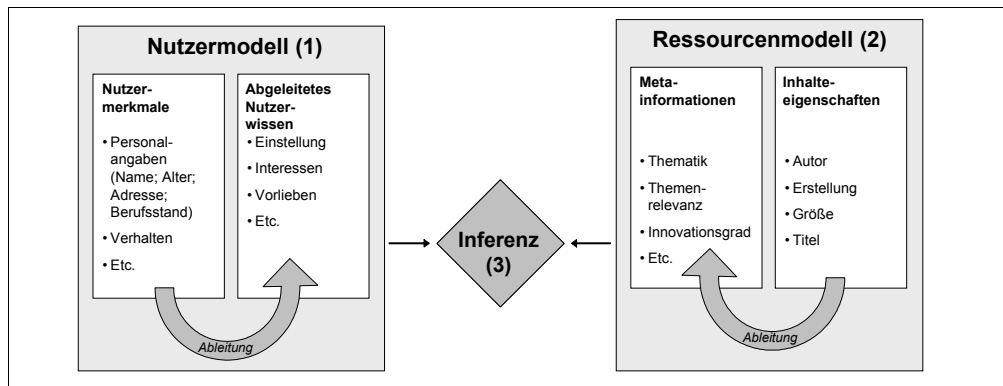 Nutzermodell (1)
Nutzer-
merkmale
• Personal-
angaben
(Name; Alter;
Adresse;
Berufsstand)
• Verhalten
• Etc.
Abgeleitetes
Nutzer-
wissen
• Einstellung
• Interessen
• Vorlieben
• Etc.
Ableitung
Inferenz
(3)
Ressourcenmodell (2)
Meta-
informationen
• Thematik
• Themen-
relevanz
• Innovationsgrad
• Etc.
Inhalte-
eigenschaften
• Autor
• Erstellung
• Größe
• Titel
Ableitung